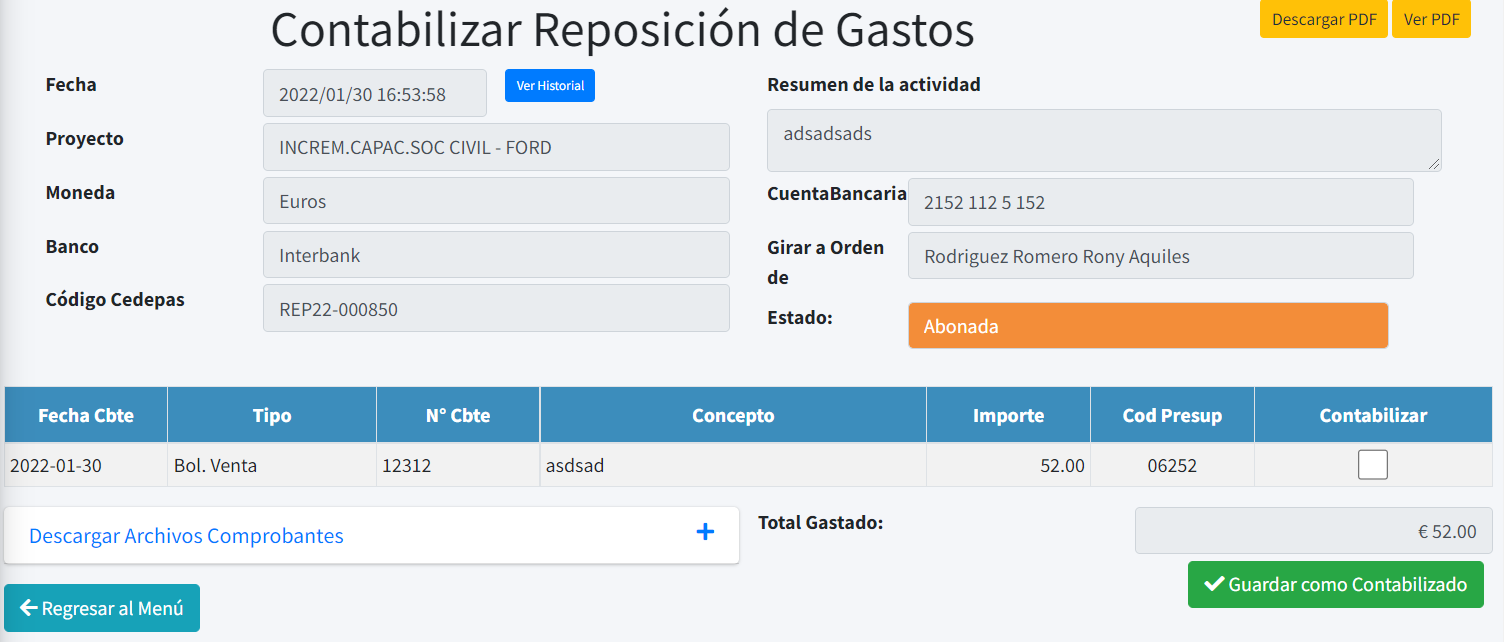 Contabilizar Reposición de Gastos
Descargar PDF
Ver PDF
Fecha
2022/01/30 16:53:58
Ver Historial
Proyecto
INCREM.CAPAC.SOC CIVIL - FORD
Moneda
Euros
Banco
Interbank
Código Cedepas
REP22-000850
Resumen de la actividad
adsadsads
CuentaBancaria
2152 112 5 152
Girar a Orden
de
Rodriguez Romero Rony Aquiles
Estado:
Abonada
Fecha Cbte Tipo N° Cbte Concepto Importe Cod Presup Contabilizar
2022-01-30 Bol. Venta 12312 asdsad 52.00 06252
Descargar Archivos Comprobantes +
Total Gastado:
€ 52.00
Regresar al Menú
Guardar como Contabilizado